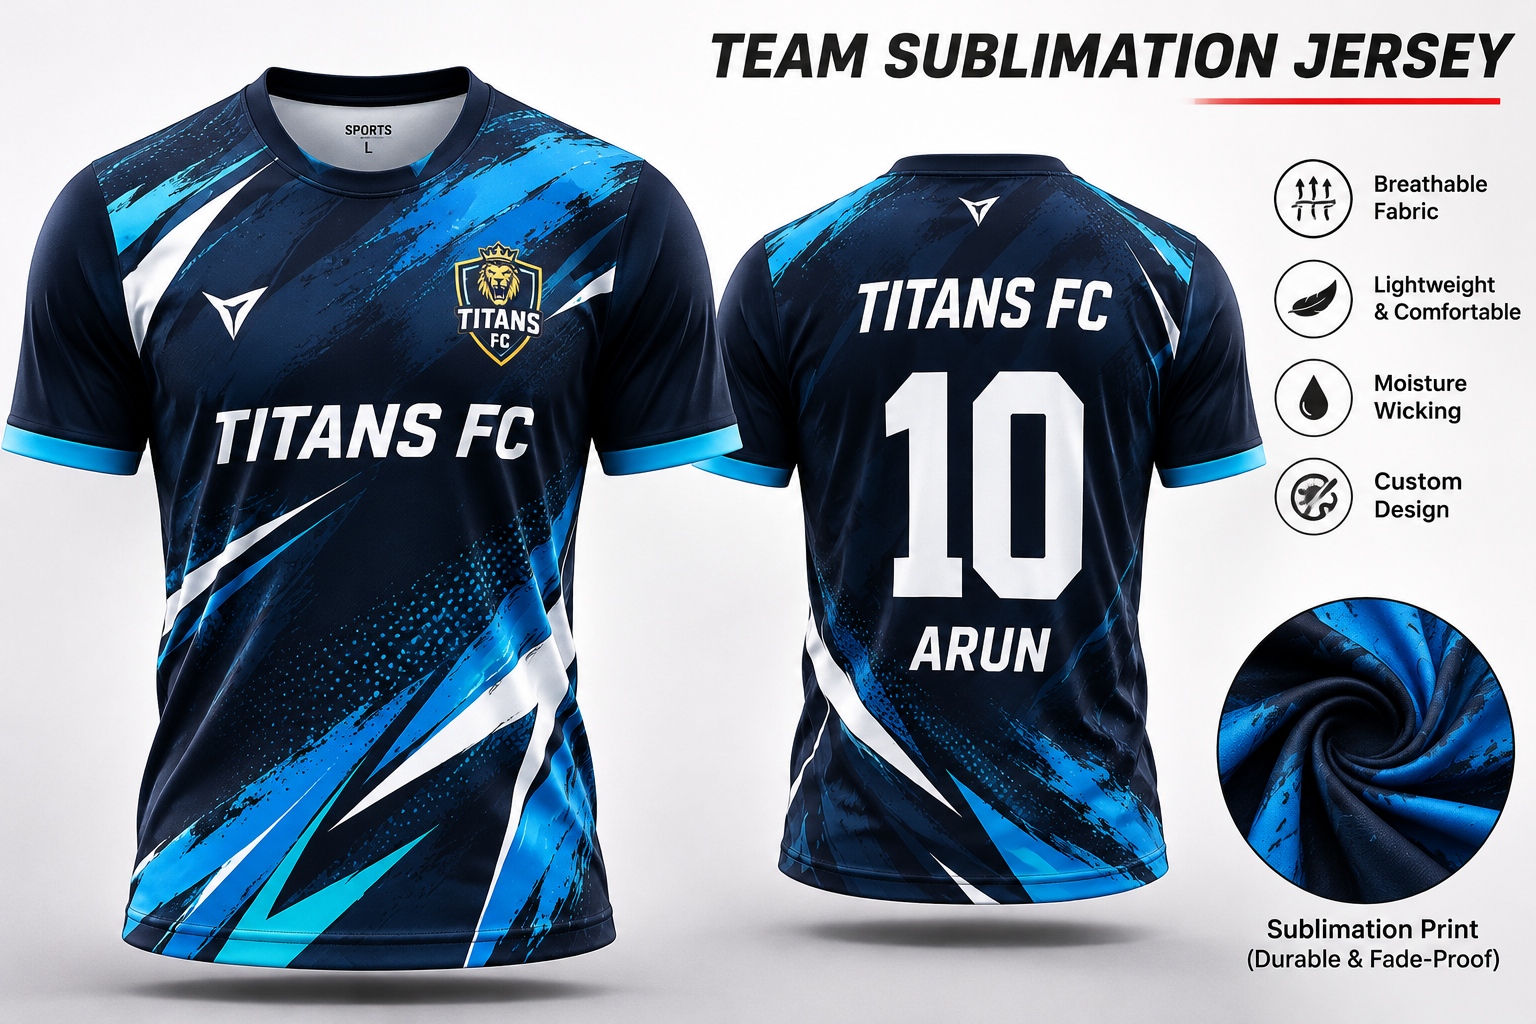 TEAM SUBLIMATION JERSEY
SPORTS
L
TITANS
FC
TITANS FC
TITANS FC
10
ARUN
Breathable
Fabric
Lightweight
& Comfortable
Moisture
Wicking
Custom
Design
Sublimation Print
(Durable & Fade-Proof)